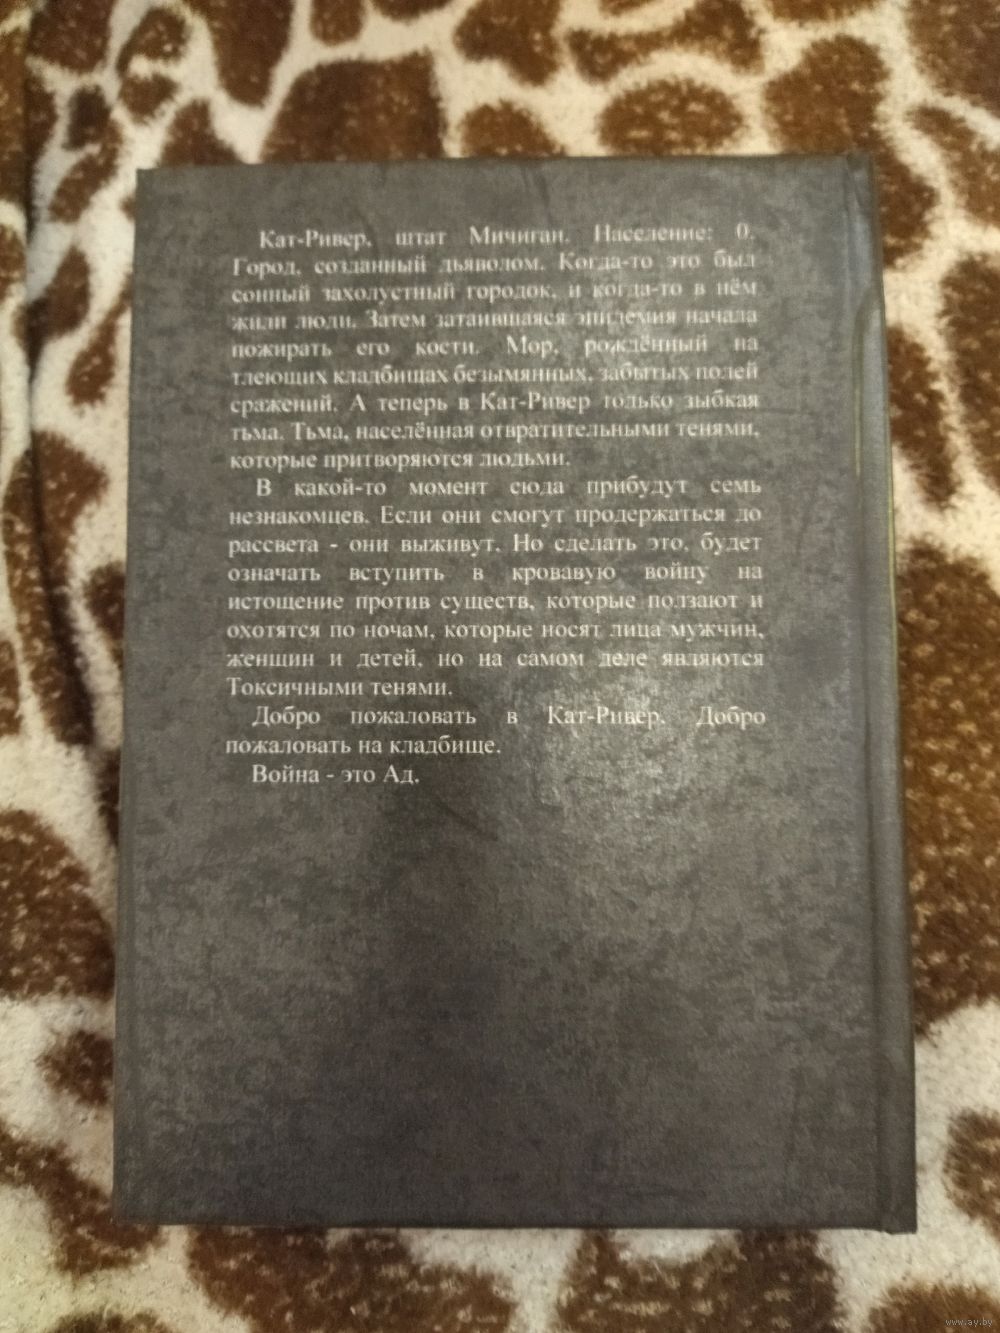 Кат-Ривер, штат Мичиган. Население: 0.
Город, созданный дьяволом. Когда-то это был
сонный захолустный городок, и когда-то в нём
жили люди. Затем затаившаяся эпидемия начала
пожирать его кости. Мор, рождённый на
тлеющих кладбищах безымянных, забытых полей
сражений. А теперь в Кат-Ривер только зыбкая
тьма. Тьма, населённая отвратительными тенями,
которые притворяются людьми.
В какой-то момент сюда прибудут семь
незнакомцев. Если они смогут продержаться до
рассвета - они выживут. Но сделать это, будет
означать вступить в кровавую войну на
истощение против существ, которые ползают и
охотятся по ночам, которые носят лица мужчин,
женщин и детей, но на самом деле являются
Токсичными тенями.
Добро пожаловать в Кат-Ривер. Добро
пожаловать на кладбище.
Война - это Ад.
www.ay.by